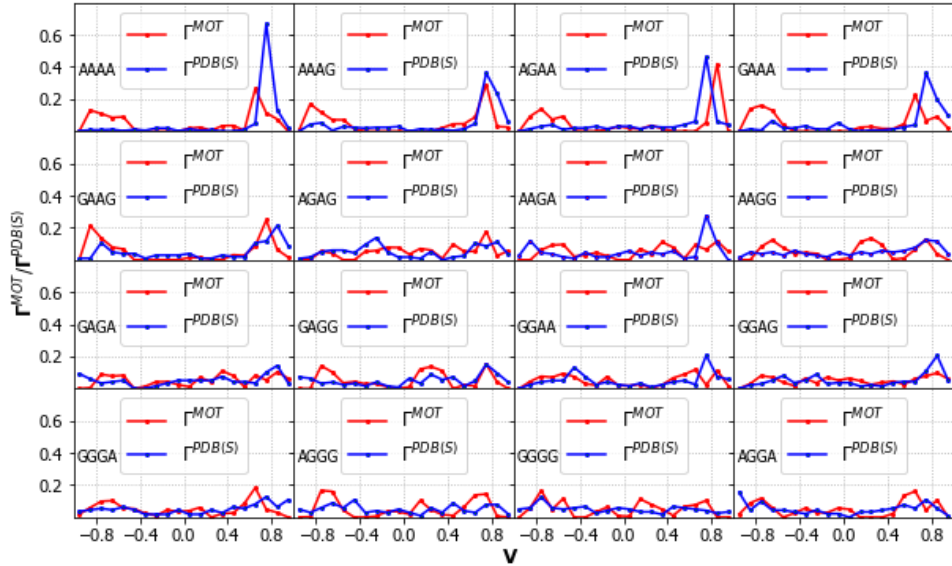 0.6
0.4
0.2
AAAA
Γ^MOT
Γ^PDB(S)
AAAG
Γ^MOT
Γ^PDB(S)
AGAA
Γ^MOT
Γ^PDB(S)
GAAA
Γ^MOT
Γ^PDB(S)
0.6
0.4
0.2
GAAG
Γ^MOT
Γ^PDB(S)
AGAG
Γ^MOT
Γ^PDB(S)
AAGA
Γ^MOT
Γ^PDB(S)
AAGG
Γ^MOT
Γ^PDB(S)
Γ^MOT/Γ^PDB(S)
0.6
0.4
0.2
GAGA
Γ^MOT
Γ^PDB(S)
GAGG
Γ^MOT
Γ^PDB(S)
GGAA
Γ^MOT
Γ^PDB(S)
GGAG
Γ^MOT
Γ^PDB(S)
0.6
0.4
0.2
GGGA
Γ^MOT
Γ^PDB(S)
AGGG
Γ^MOT
Γ^PDB(S)
GGGG
Γ^MOT
Γ^PDB(S)
AGGA
Γ^MOT
Γ^PDB(S)
−0.8 −0.4 0.0 0.4 0.8 −0.8 −0.4 0.0 0.4 0.8 −0.8 −0.4 0.0 0.4 0.8 −0.8 −0.4 0.0 0.4 0.8
V